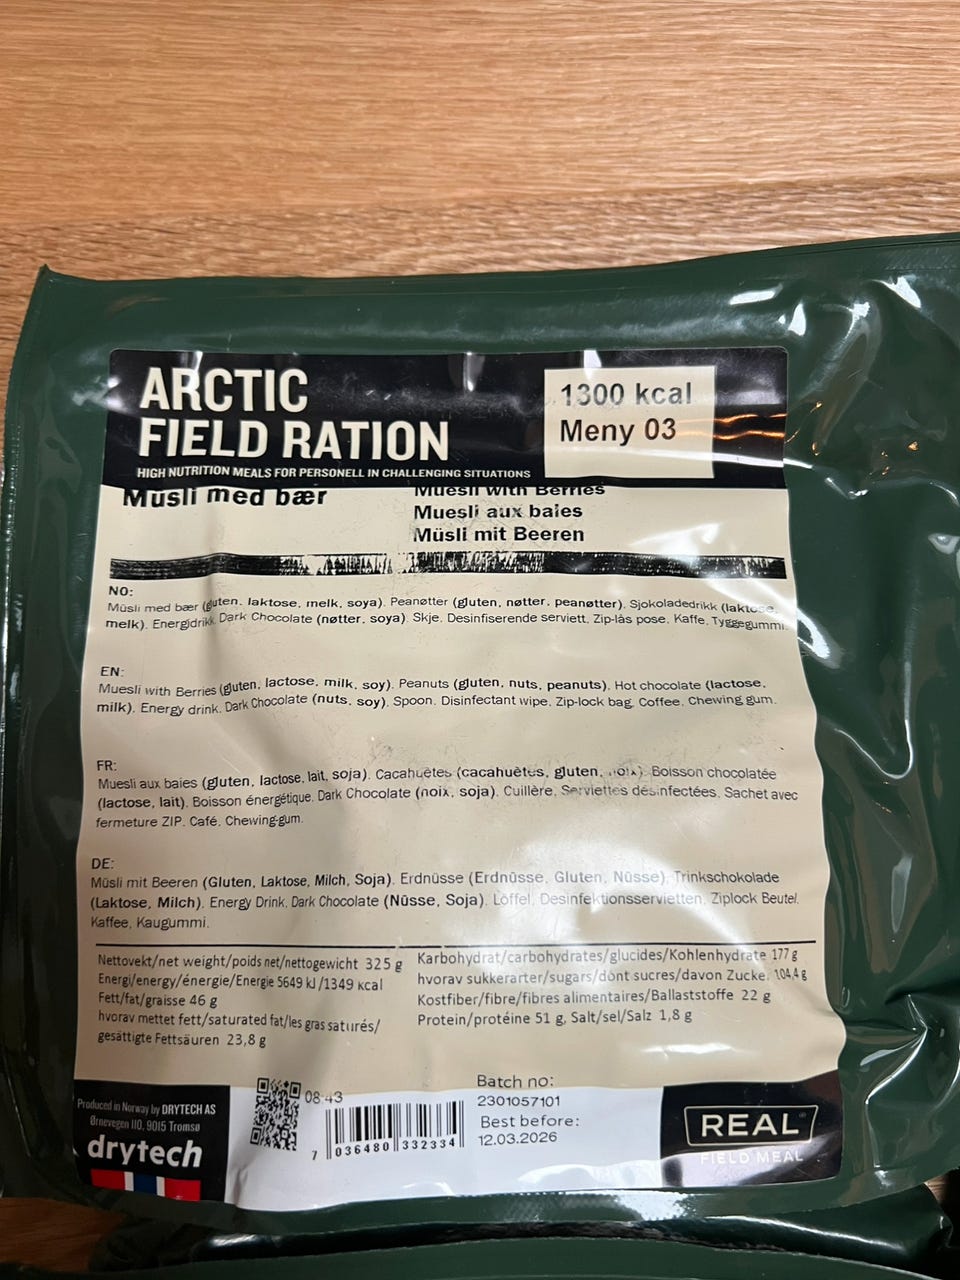 ARCTIC
FIELD RATION
HIGH NUTRITION MEALS FOR PERSONELL IN CHALLENGING SITUATIONS
1300 kcal
Meny 03
Müsli med bær
Muesli with Berries
Muesli aux baies
Müsli mit Beeren
NO:
Müsli med bær (gluten, laktose, melk, soya). Peanøtter (gluten, nøtter, peanøtter). Sjokoladedrikk (laktose,
melk). Energidrikk. Dark Chocolate (nøtter, soya). Skje. Desinfiserende serviett. Zip-lås pose. Kaffe. Tyggegummi.
EN:
Muesli with Berries (gluten, lactose, milk, soy). Peanuts (gluten, nuts, peanuts). Hot chocolate (lactose,
milk). Energy drink. Dark Chocolate (nuts, soy). Spoon. Disinfectant wipe. Zip-lock bag. Coffee. Chewing gum.
FR:
Muesli aux baies (gluten, lactose, lait, soja). Cacahuètes (cacahuètes, gluten, noix). Boisson chocolatée
(lactose, lait). Boisson énergétique. Dark Chocolate (noix, soja). Cuillère. Serviettes désinfectées. Sachet avec
fermeture ZIP. Café. Chewing-gum.
DE:
Müsli mit Beeren (Gluten, Laktose, Milch, Soja). Erdnüsse (Erdnüsse, Gluten, Nüsse). Trinkschokolade
(Laktose, Milch). Energy Drink. Dark Chocolate (Nüsse, Soja). Löffel. Desinfektionsservietten. Ziplock Beutel.
Kaffee, Kaugummi.
Nettovekt/net weight/poids net/nettogewicht 325 g
Energi/energy/énergie/Energie 5649 kJ/1349 kcal
Fett/fat/graisse 46 g
hvorav mettet fett/saturated fat/les gras saturés/
gesättigte Fettsäuren 23,8 g
Karbohydrat/carbohydrates/glucides/Kohlenhydrate 177 g
hvorav sukkerarter/sugars/dont sucres/davon Zucker 104,4 g
Kostfiber/fibre/fibres alimentaires/Ballaststoffe 22 g
Protein/protéine 51 g, Salt/sel/Salz 1,8 g
Produced in Norway by DRYTECH AS
Ørnevegen 110, 9015 Tromsø
drytech
08:43
7 036480 332334
Batch no:
2301057101
Best before:
12.03.2026
REAL®
FIELD MEAL